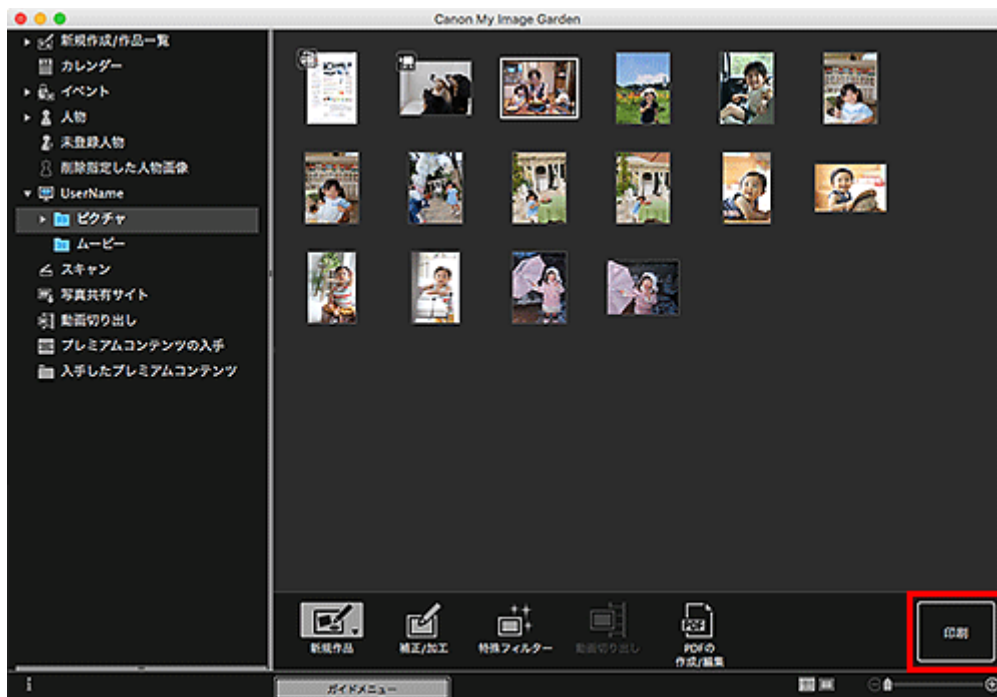 Canon My Image Garden
新規作成/作品一覧
カレンダー
イベント
人物
未登録人物
削除指定した人物画像
UserName
ピクチャ
ムービー
スキャン
写真共有サイト
動画切り出し
プレミアムコンテンツの入手
入手したプレミアムコンテンツ
新規作品
補正/加工
特殊フィルター
動画切り出し
PDF
PDFの
作成/編集
印刷
ガイドメニュー